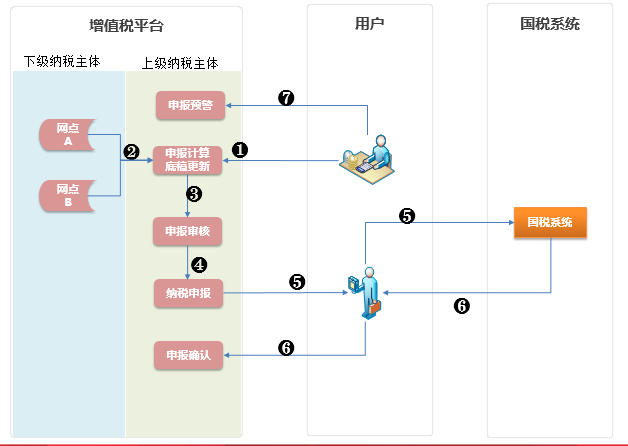 增值税平台
用户
国税系统
下级纳税主体
上级纳税主体
申报预警
❼
网点
A
❷
申报计算
底稿更新
❶
网点
B
❸
申报审核
❺
国税系统
❹
纳税申报
❺
❻
申报确认
❻